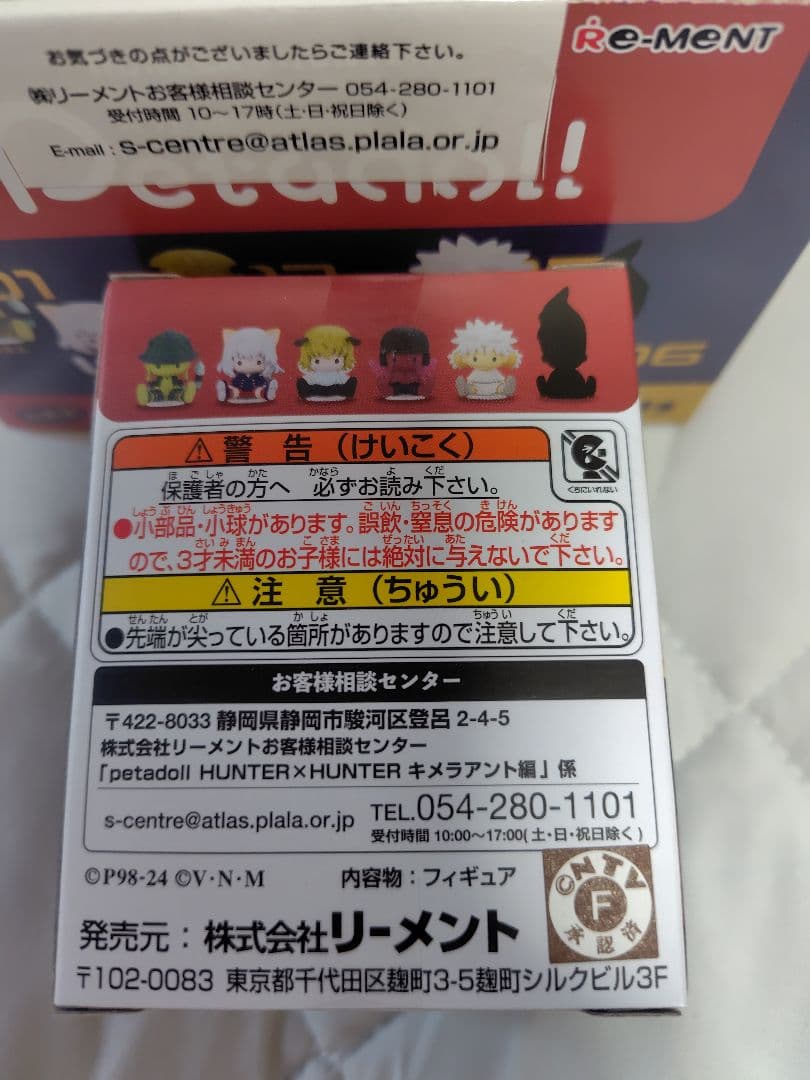 お気づきの点がございましたらご連絡下さい。
㈱リーメントお客様相談センター 054-280-1101
受付時間 10～17時(土・日・祝日除く)
E-mail : s-centre@atlas.plala.or.jp
Re-MeNT
Petadoll
01
06
⚠ 警 告 (けいこく)
保護者の方へ 必ずお読み下さい。
くちにいれない
●小部品・小球があります。誤飲・窒息の危険があります
ので、3才未満のお子様には絶対に与えないで下さい。
⚠ 注 意 (ちゅうい)
●先端が尖っている箇所がありますので注意して下さい。
お客様相談センター
〒422-8033 静岡県静岡市駿河区登呂 2-4-5
株式会社リーメントお客様相談センター
「petadoll HUNTER×HUNTER キメラアント編」係
s-centre@atlas.plala.or.jp TEL.054-280-1101
受付時間 10:00～17:00(土・日・祝日除く)
©P98-24 ©V・N・M 内容物：フィギュア
CNTV
F
承認済
発売元：株式会社リーメント
〒102-0083 東京都千代田区麹町3-5麹町シルクビル3F